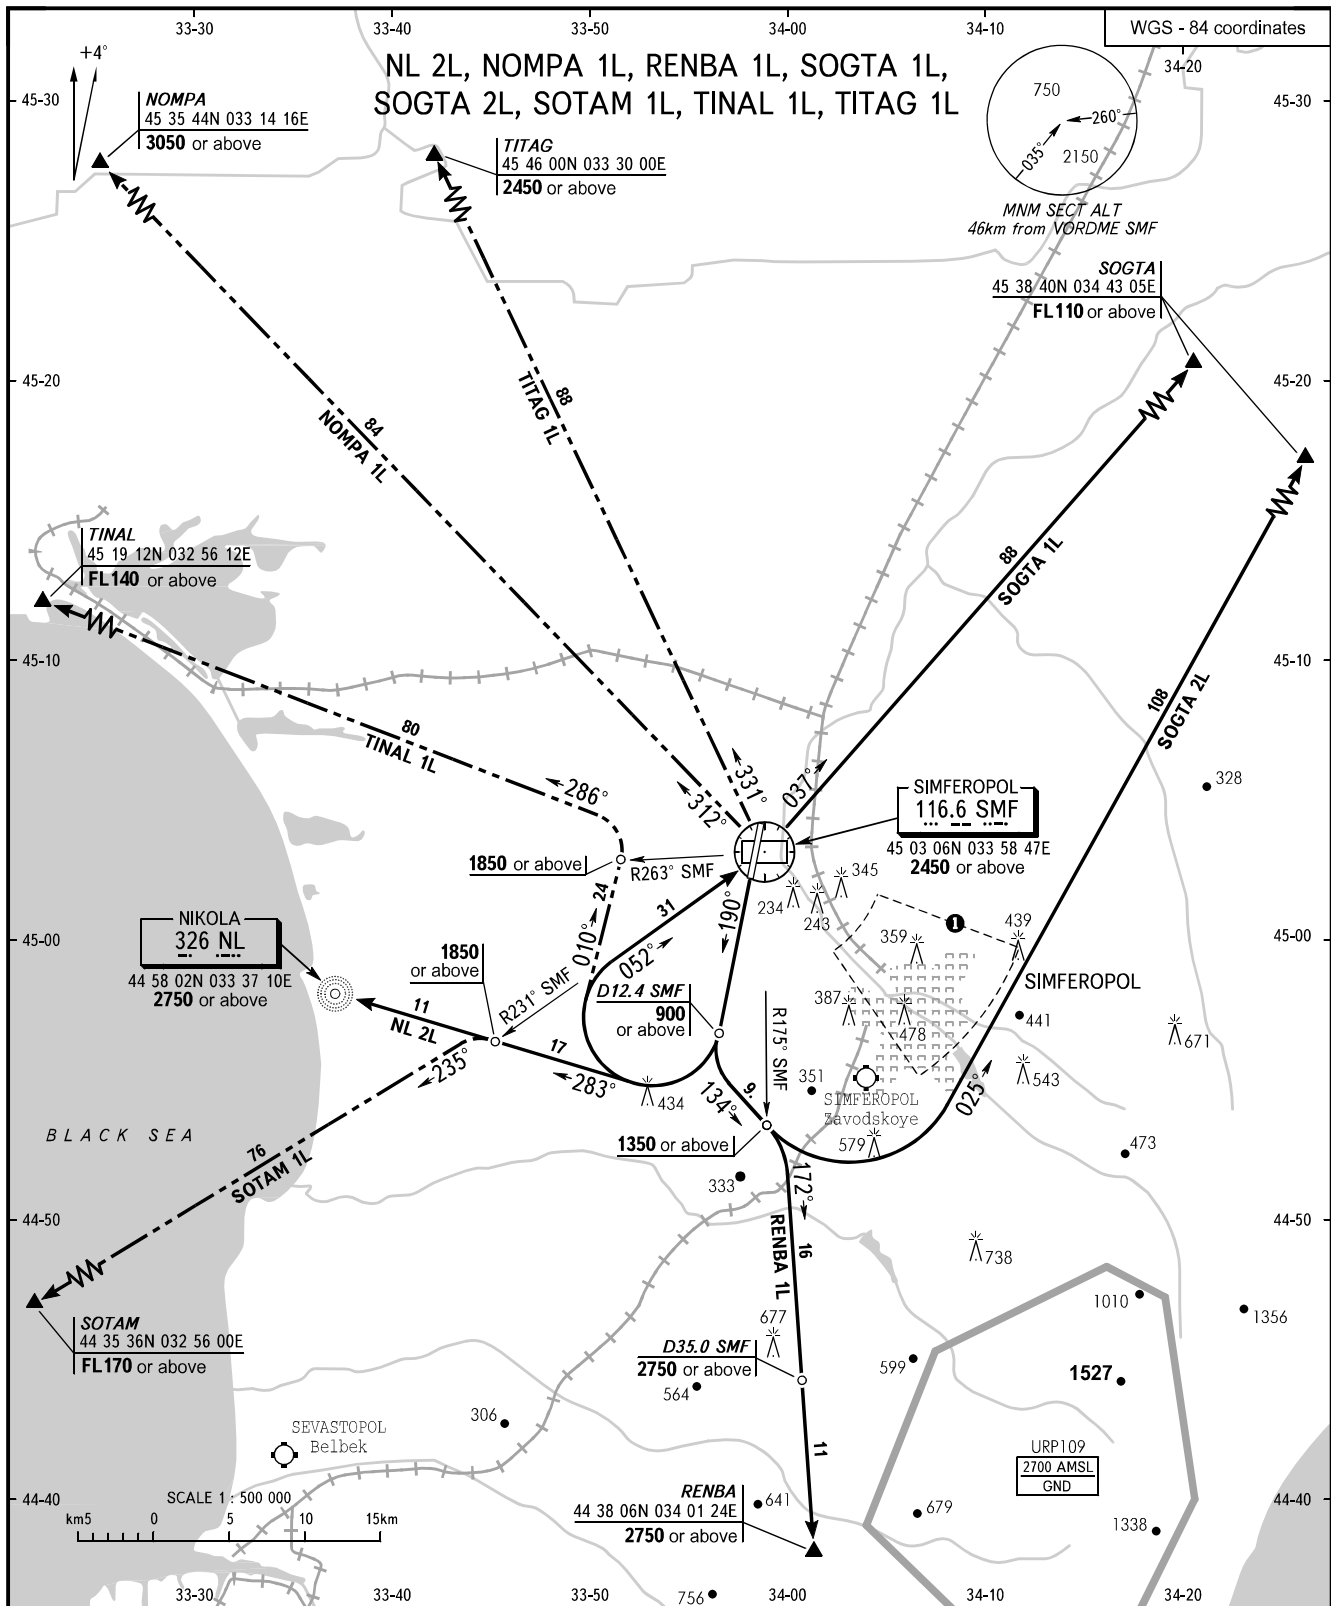 33-30
33-40
33-50
34-00
34-10
WGS - 84 coordinates
34-20
+4°
NL 2L, NOMPA 1L, RENBA 1L, SOGTA 1L,
SOGTA 2L, SOTAM 1L, TINAL 1L, TITAG 1L
45-30
45-30
NOMPA
45 35 44N 033 14 16E
3050 or above
TITAG
45 46 00N 033 30 00E
2450 or above
750
260°
035°
2150
MNM SECT ALT
46km from VORDME SMF
SOGTA
45 38 40N 034 43 05E
FL110 or above
45-20
45-20
88
TITAG 1L
84
NOMPA 1L
TINAL
45 19 12N 032 56 12E
FL140 or above
88
SOGTA 1L
45-10
45-10
108
SOGTA 2L
80
TINAL 1L
286°
312°
331°
037°
328
SIMFEROPOL
116.6 SMF
45 03 06N 033 58 47E
2450 or above
1850 or above
R263° SMF
24
31
190°
234
243
345
NIKOLA
326 NL
44 58 02N 033 37 10E
2750 or above
45-00
45-00
1850
or above
010°
052°
R231° SMF
D12.4 SMF
900
or above
359
1
439
SIMFEROPOL
387
478
441
671
11
NL 2L
17
283°
235°
434
R175° SMF
9.
134°
351
543
025°
SIMFEROPOL
Zavodskoye
579
473
1350 or above
BLACK SEA
76
SOTAM 1L
333
172°
44-50
44-50
RENBA 1L
16
738
1010
1356
SOTAM
44 35 36N 032 56 00E
FL170 or above
677
D35.0 SMF
2750 or above
599
1527
564
306
SEVASTOPOL
Belbek
11
URP109
2700 AMSL
GND
44-40
44-40
SCALE 1 : 500 000
km5
0
5
10
15km
RENBA
44 38 06N 034 01 24E
2750 or above
641
679
1338
33-30
33-40
33-50
756
34-00
34-10
34-20